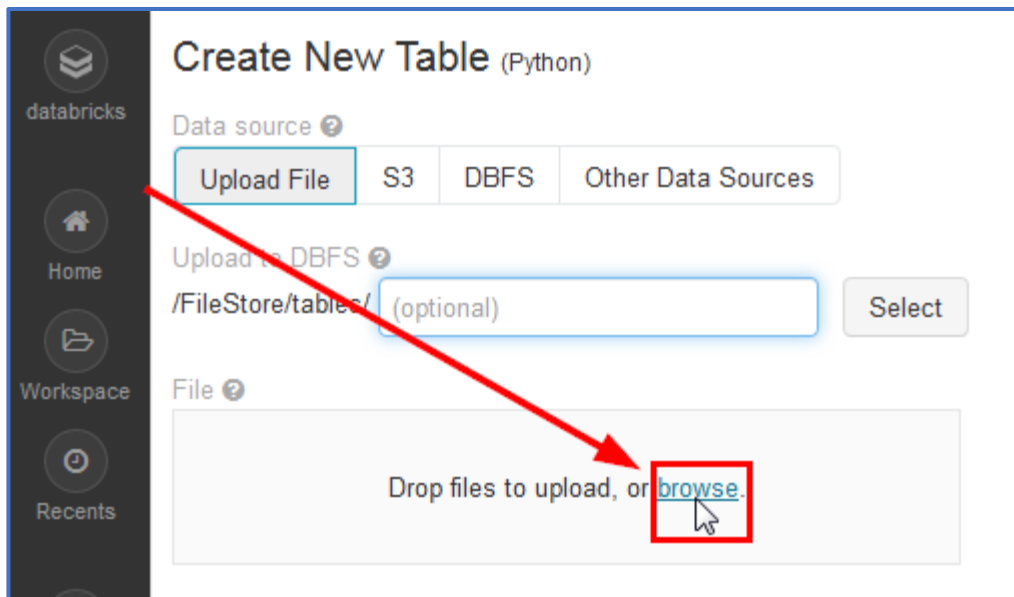 databricks
Home
Workspace
Recents
Create New Table (Python)
Data source
Upload File S3 DBFS Other Data Sources
Upload to DBFS
/FileStore/tables/ (optional) Select
File
Drop files to upload, or browse.